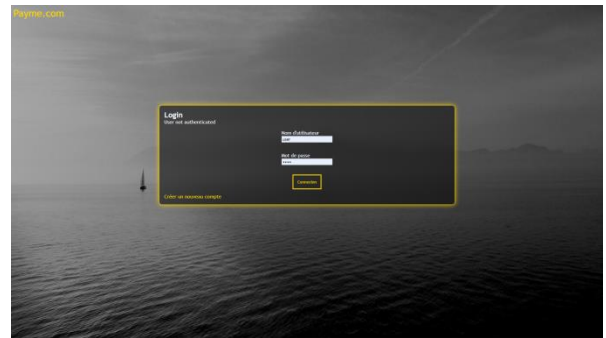 Payme.com
Login
User not authenticated
Nom d'utilisateur
Mot de passe
Connexion
Créer un nouveau compte